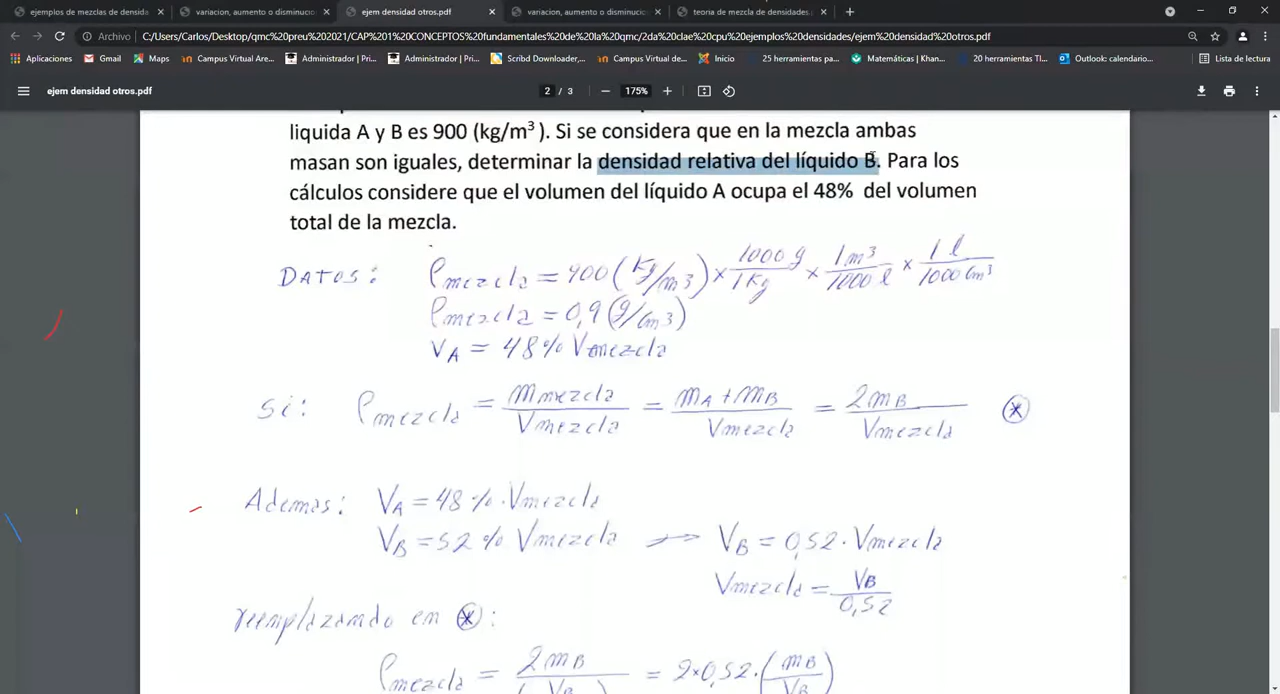 ejemplos de mezclas de densida
variacion, aumento o disminucio
ejem densidad otros.pdf
variacion, aumento o disminucio
teoria de mezcla de densidades.
Archivo C:/Users/Carlos/Desktop/qmc%20preu%202021/CAP%201%20CONCEPTOS%20fundamentales%20de%20la%20qmc/2da%20clae%20cpu%20ejemplos%20densidades/ejem%20densidad%20otros.pdf
Aplicaciones Gmail Maps Campus Virtual Are... Administrador | Pri... Administrador | Pri... Scribd Downloader,... Campus Virtual de... Inicio 25 herramientas pa... Matemáticas | Khan... 20 herramientas TI... Outlook: calendario... Lista de lectura
ejem densidad otros.pdf 2 / 3 175%
liquida A y B es 900 (kg/m³). Si se considera que en la mezcla ambas
masan son iguales, determinar la densidad relativa del líquido B. Para los
cálculos considere que el volumen del líquido A ocupa el 48% del volumen
total de la mezcla.
DATOS: ρmezcla = 900 (Kg/m3) × 1000 g / 1 Kg × 1 m³ / 1000 l × 1 l / 1000 Cm³
ρmezcla = 0,9 (g/cm3)
VA = 48 % Vmezcla
Si: ρmezcla = mmezcla / Vmezcla = mA + mB / Vmezcla = 2mB / Vmezcla (*)
Ademas: VA = 48 % · Vmezcla
VB = 52 % Vmezcla → VB = 0,52 · Vmezcla
Vmezcla = VB / 0,52
reemplazando en (*):
ρmezcla = 2mB / (VB = 2×0,52 · (mB / VB)